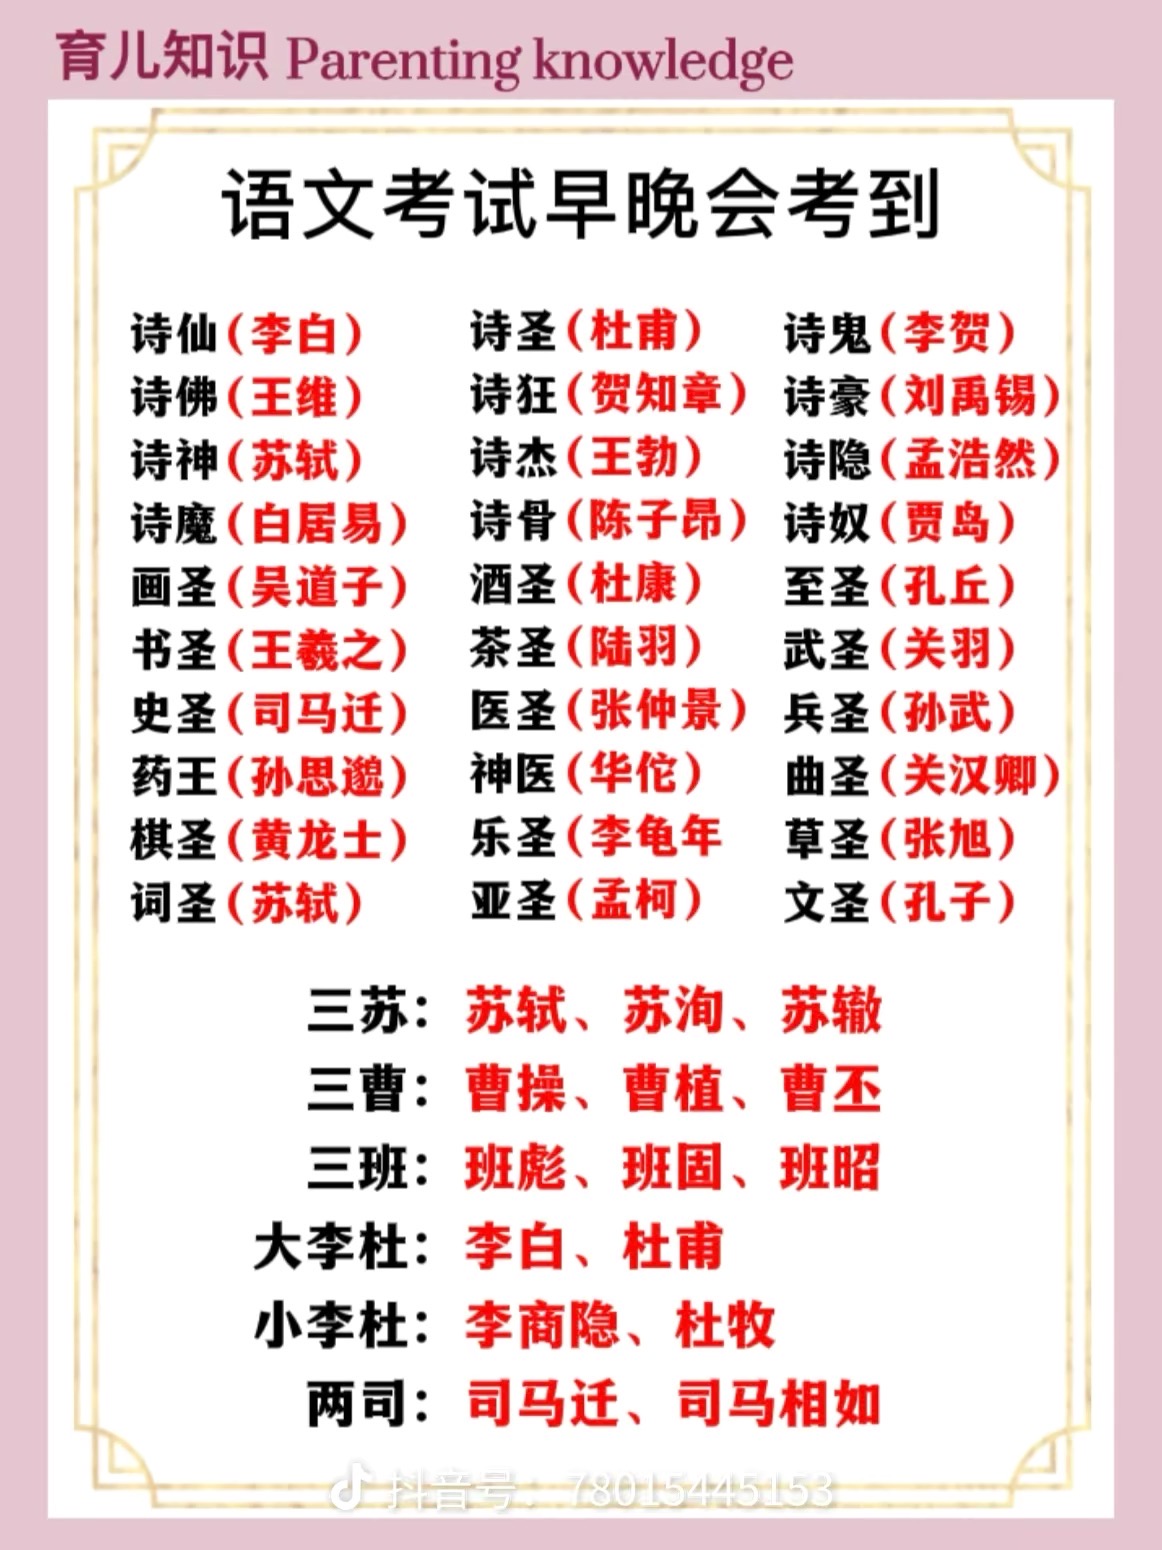 育儿知识 Parenting knowledge
语文考试早晚会考到
诗仙(李白) 诗圣(杜甫) 诗鬼(李贺)
诗佛(王维) 诗狂(贺知章) 诗豪(刘禹锡)
诗神(苏轼) 诗杰(王勃) 诗隐(孟浩然)
诗魔(白居易) 诗骨(陈子昂) 诗奴(贾岛)
画圣(吴道子) 酒圣(杜康) 至圣(孔丘)
书圣(王羲之) 茶圣(陆羽) 武圣(关羽)
史圣(司马迁) 医圣(张仲景) 兵圣(孙武)
药王(孙思邈) 神医(华佗) 曲圣(关汉卿)
棋圣(黄龙士) 乐圣(李龟年 草圣(张旭)
词圣(苏轼) 亚圣(孟柯) 文圣(孔子)
三苏：苏轼、苏洵、苏辙
三曹：曹操、曹植、曹丕
三班：班彪、班固、班昭
大李杜：李白、杜甫
小李杜：李商隐、杜牧
两司：司马迁、司马相如
抖音号：78015445153